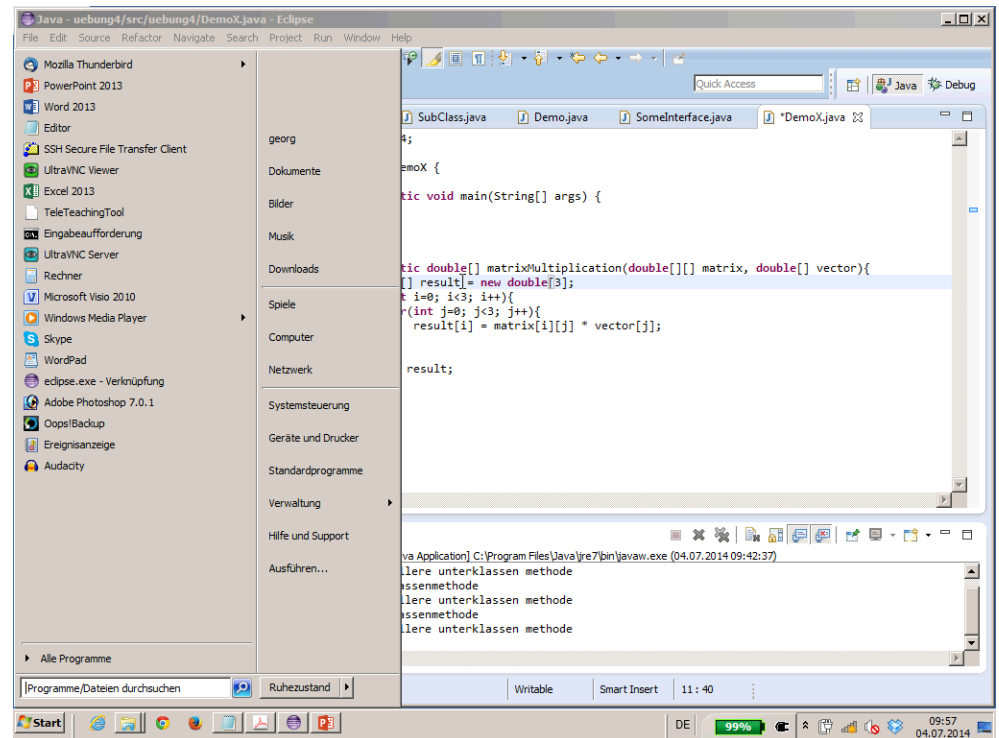 Java - uebung4/src/uebung4/DemoX.java - Eclipse
File Edit Source Refactor Navigate Search Project Run Window Help
Quick Access
Java
Debug
SubClass.java
Demo.java
SomeInterface.java
*DemoX.java
4;
emoX {
tic void main(String[] args) {
tic double[] matrixMultiplication(double[][] matrix, double[] vector){
[] result = new double[3];
t i=0; i<3; i++){
r(int j=0; j<3; j++){
result[i] = matrix[i][j] * vector[j];
result;
Mozilla Thunderbird
PowerPoint 2013
Word 2013
Editor
SSH Secure File Transfer Client
UltraVNC Viewer
Excel 2013
TeleTeachingTool
Eingabeaufforderung
UltraVNC Server
Rechner
Microsoft Visio 2010
Windows Media Player
Skype
WordPad
eclipse.exe - Verknüpfung
Adobe Photoshop 7.0.1
Oops!Backup
Ereignisanzeige
Audacity
Alle Programme
Programme/Dateien durchsuchen
georg
Dokumente
Bilder
Musik
Downloads
Spiele
Computer
Netzwerk
Systemsteuerung
Geräte und Drucker
Standardprogramme
Verwaltung
Hilfe und Support
Ausführen...
Ruhezustand
va Application] C:\Program Files\Java\jre7\bin\javaw.exe (04.07.2014 09:42:37)
llere unterklassen methode
assenmethode
llere unterklassen methode
assenmethode
llere unterklassen methode
Writable
Smart Insert
11 : 40
Start
DE
99%
09:57
04.07.2014